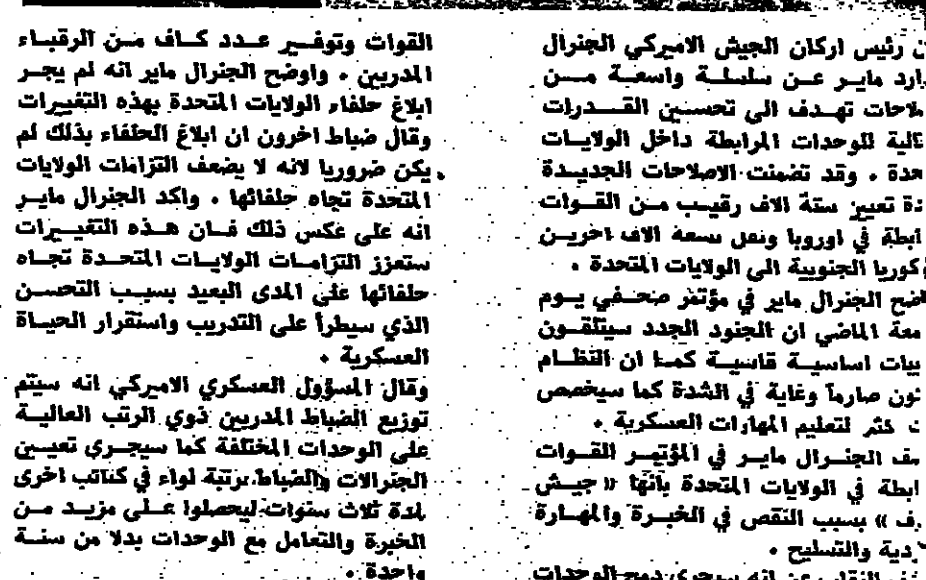 رئيس اركان الجيش الاميركي الجنرال
ماير عن سلسلة واسعة من
تهدف الى تحسين القدرات
للوحدات المرابطة داخل الولايات
. وقد تضمنت الاصلاحات الجديدة
تعيين ستة الاف رقيب من القوات
في اوروبا ونقل سبعة الاف اخرين
كوريا الجنوبية الى الولايات المتحدة .
الجنرال ماير في مؤتمر صحفي يوم
الماضي ان الجنود الجدد سيتلقون
اساسية قاسية كما ان النظام
صارماً وغاية في الشدة كما سيخصص
لتعليم المهارات العسكرية .
الجنرال ماير في المؤتمر القوات
في الولايات المتحدة بأنها « جيش
» بسبب النقص في الخبرة والمهارة
والتسليح .
انه سيجري دمج الوحدات
القوات وتوفير عدد كاف من الرقباء
المدربين . واوضح الجنرال ماير انه لم يجر
ابلاغ حلفاء الولايات المتحدة بهذه التغييرات
وقال ضباط اخرون ان ابلاغ الحلفاء بذلك لم
يكن ضروريا لانه لا يضعف التزامات الولايات
المتحدة تجاه حلفائها . واكد الجنرال ماير
انه على عكس ذلك فان هذه التغييرات
ستعزز التزامات الولايات المتحدة تجاه
حلفائها على المدى البعيد بسبب التحسن
الذي سيطرأ على التدريب واستقرار الحياة
العسكرية .
وقال المسؤول العسكري الاميركي انه سيتم
توزيع الضباط المدربين ذوي الرتب العالية
على الوحدات المختلفة كما سيجري تعيين
الجنرالات والضباط برتبة لواء في كتائب اخرى
لمدة ثلاث سنوات ليحصلوا على مزيد من
الخبرة والتعامل مع الوحدات بدلا من سنة
واحدة .